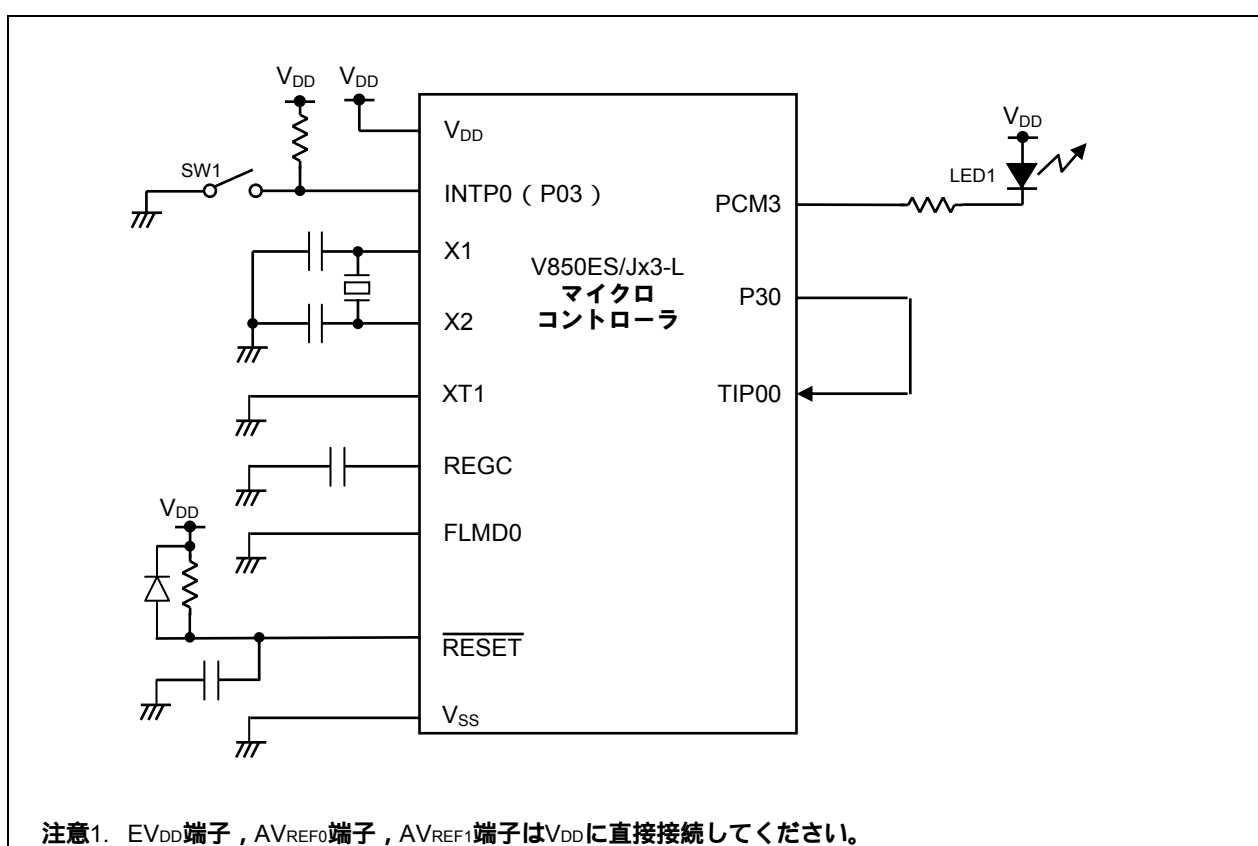 VDD
VDD
VDD
SW1
INTP0 ( P03 )
X1
X2
XT1
REGC
VDD
FLMD0
RESET
VSS
V850ES/Jx3-L
マイクロ
コントローラ
PCM3
P30
TIP00
VDD
LED1
注意1. EVDD端子，AVREF0端子，AVREF1端子はVDDに直接接続してください。